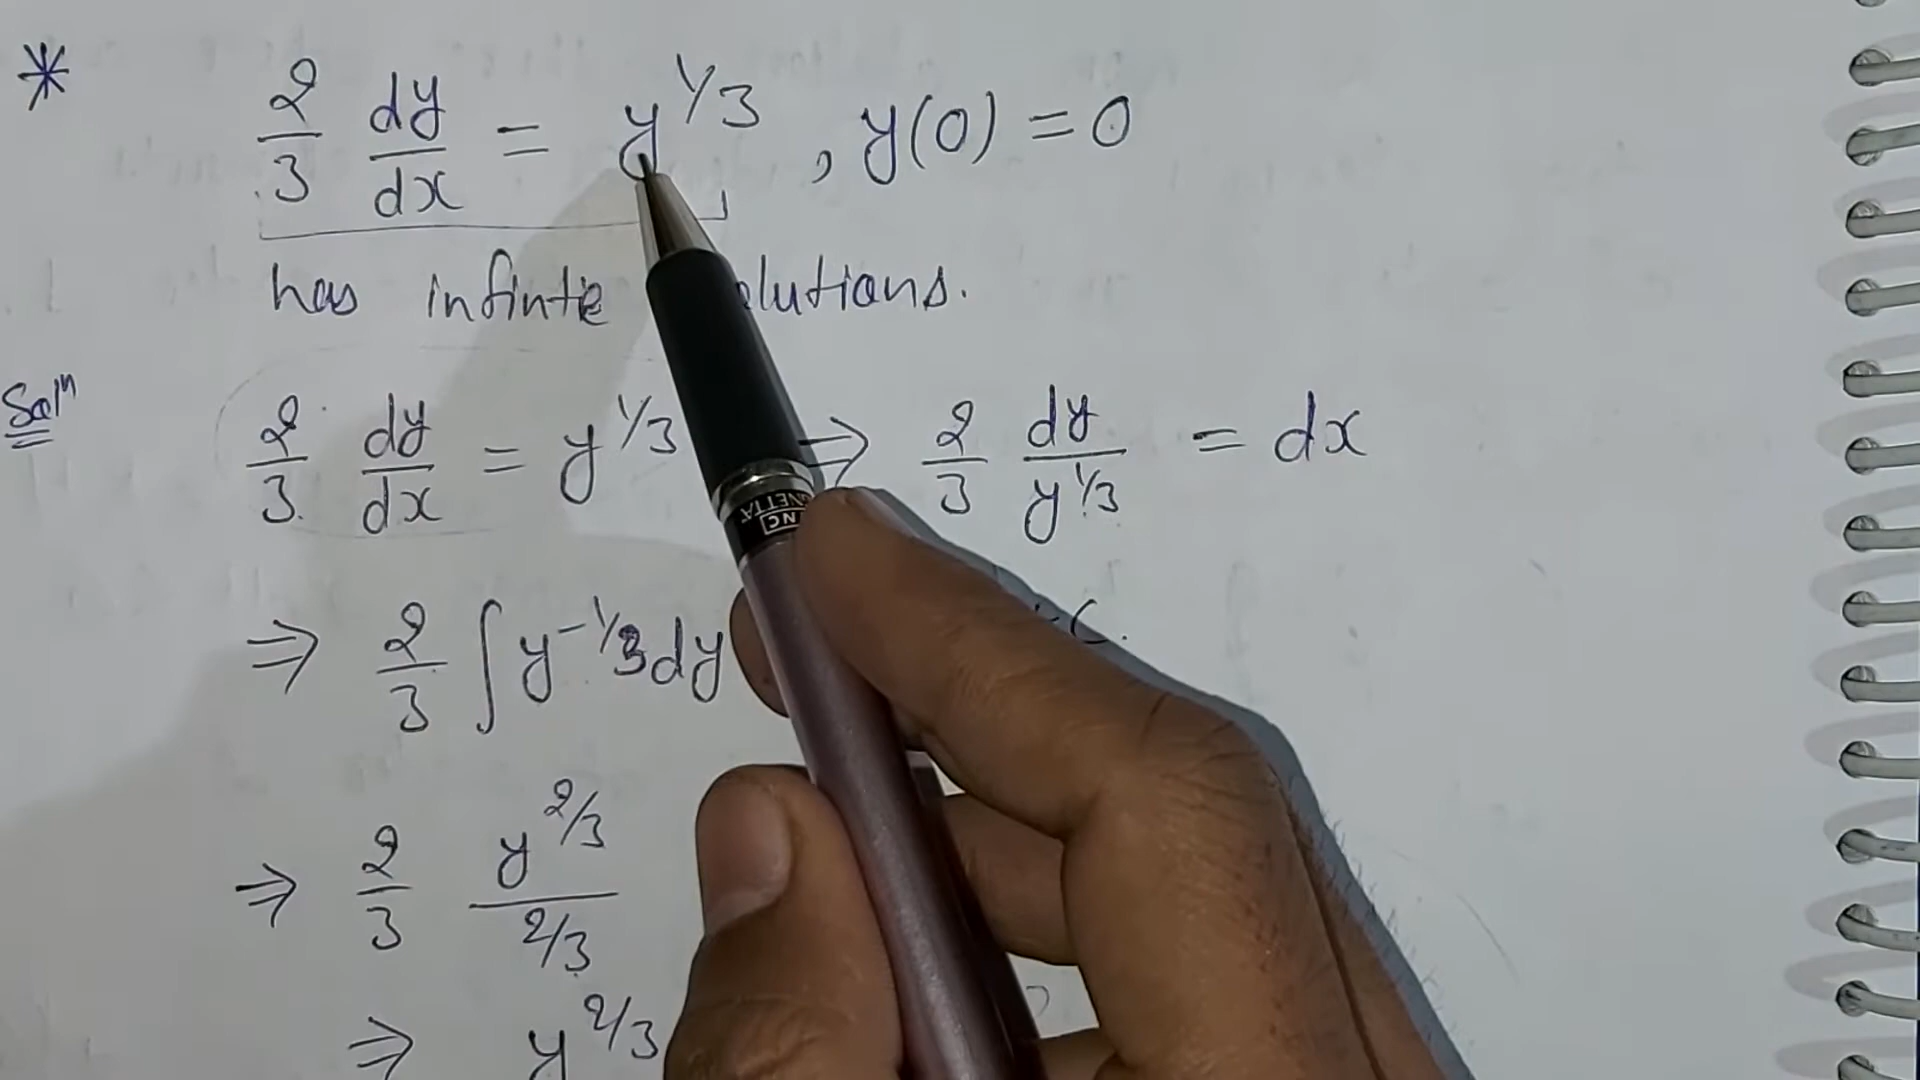 * 2/3 dy/dx = y^1/3 , y(0) = 0
has infinte
Sol^n 2/3 dy/dx = y^1/3 ⇒ 2/3 dy/y^1/3 = dx
⇒ 2/3 ∫ y^-1/3 dy + C.
⇒ 2/3 y^2/3 / 2/3
⇒ y^2/3